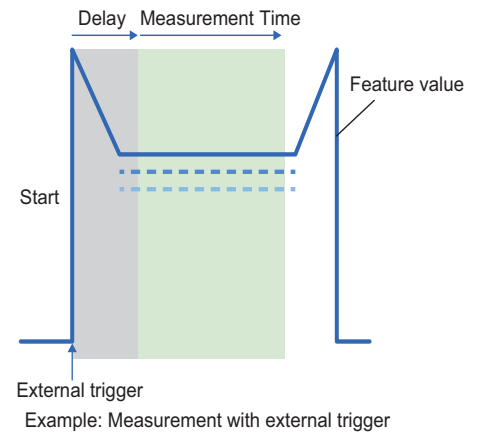 Delay
Measurement Time
Feature value
Start
External trigger
Example: Measurement with external trigger